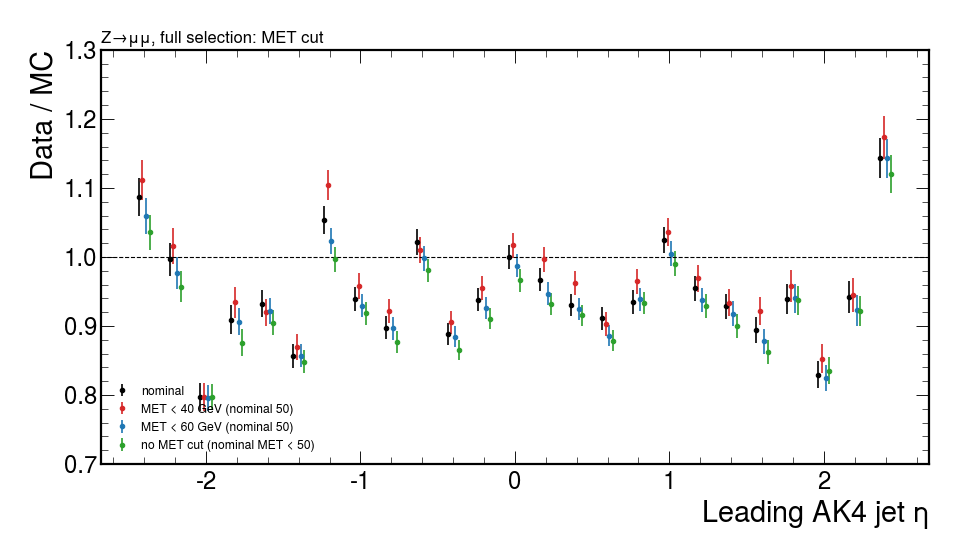 Z→μμ, full selection: MET cut
Data / MC
1.3
1.2
1.1
1.0
0.9
0.8
0.7
nominal
MET < 40 GeV (nominal 50)
MET < 60 GeV (nominal 50)
no MET cut (nominal MET < 50)
-2 -1 0 1 2
Leading AK4 jet η